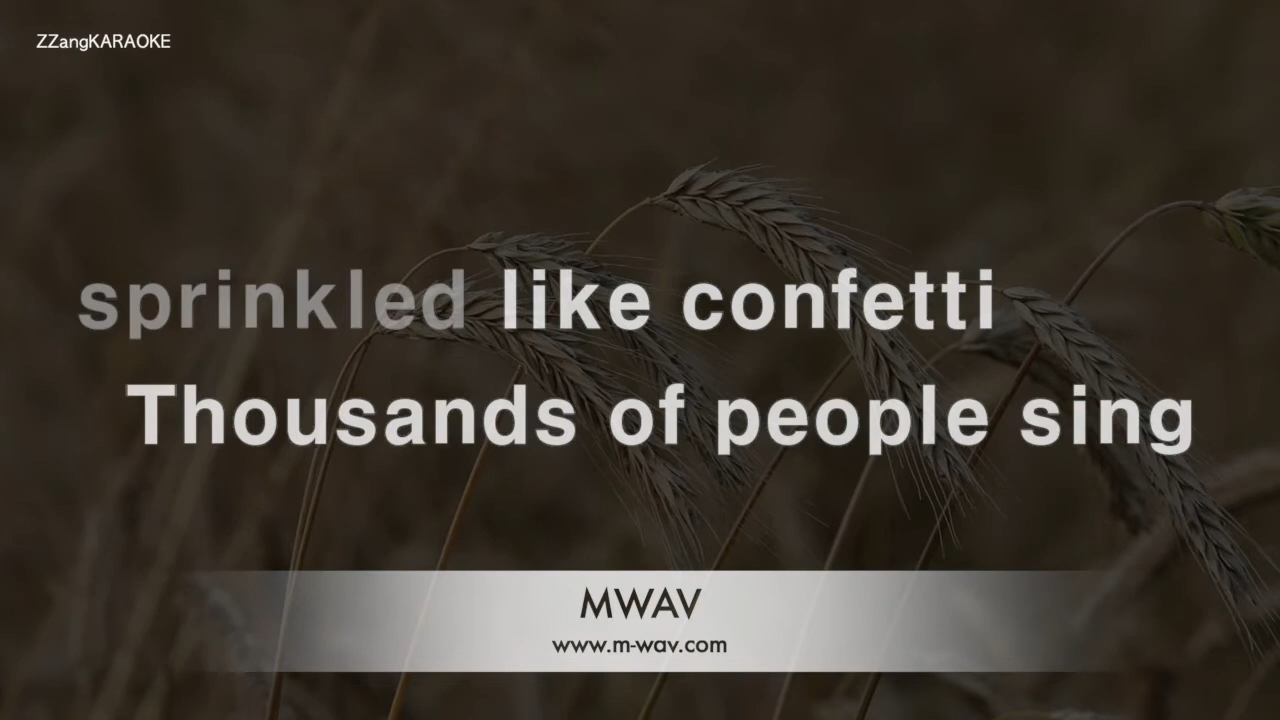 ZZangKARAOKE
sprinkled like confetti
Thousands of people sing
MWAV
www.m-wav.com